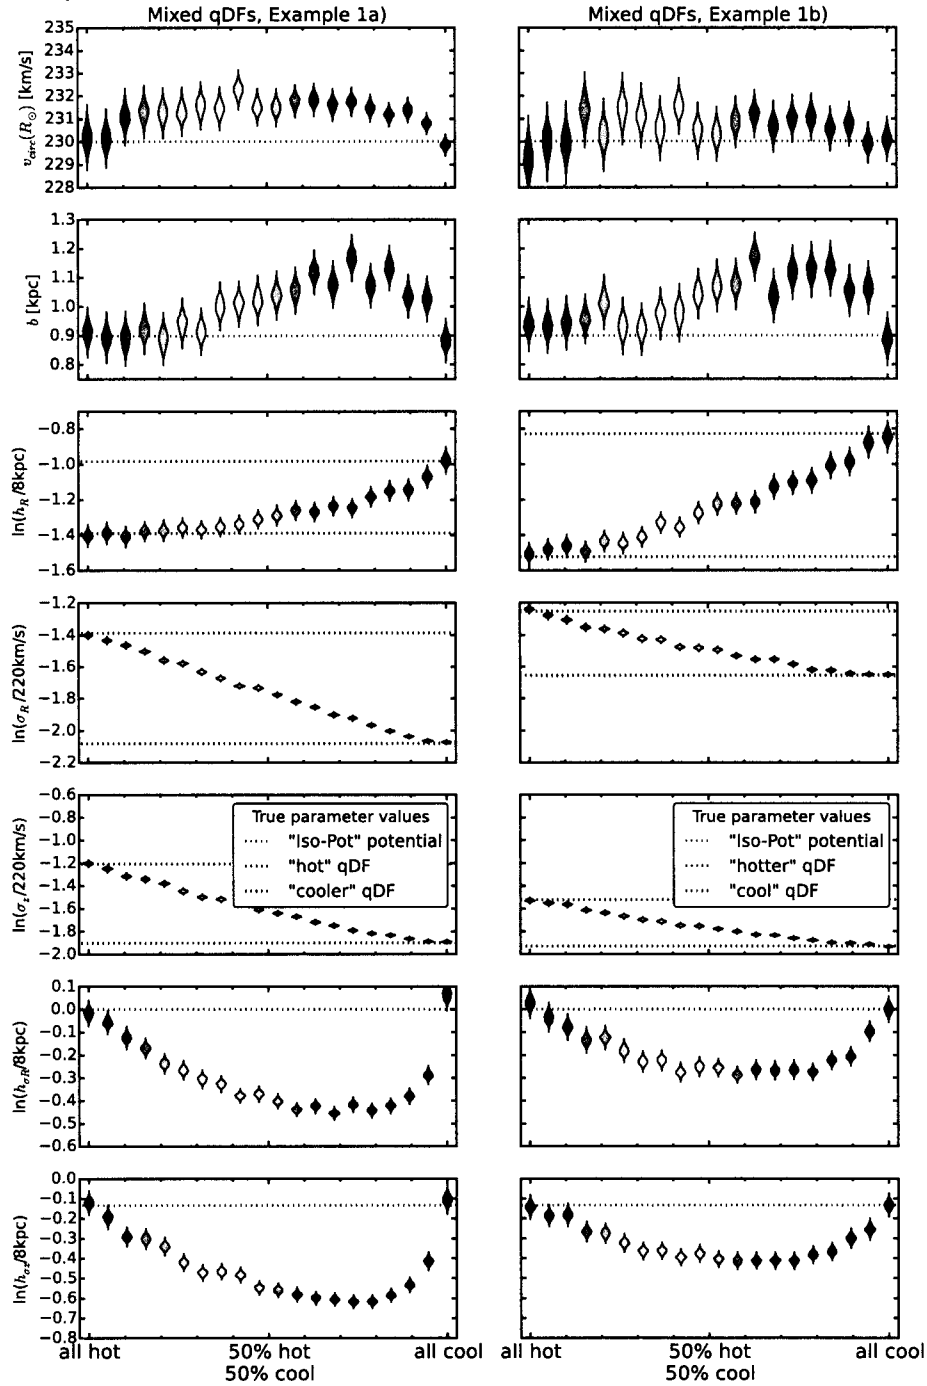 Mixed qDFs, Example 1a)
Mixed qDFs, Example 1b)
235
234
233
232
231
230
229
228
v_circ(R_⊙) [km/s]
1.3
1.2
1.1
1.0
0.9
0.8
b [kpc]
−0.8
−1.0
−1.2
−1.4
−1.6
ln(h_R/8kpc)
−1.2
−1.4
−1.6
−1.8
−2.0
−2.2
ln(σ_R/220km/s)
−0.6
−0.8
−1.0
−1.2
−1.4
−1.6
−1.8
−2.0
ln(σ_z/220km/s)
True parameter values
"Iso-Pot" potential
"hot" qDF
"cooler" qDF
True parameter values
"Iso-Pot" potential
"hotter" qDF
"cool" qDF
0.1
0.0
−0.1
−0.2
−0.3
−0.4
−0.5
−0.6
ln(h_σR/8kpc)
0.0
−0.1
−0.2
−0.3
−0.4
−0.5
−0.6
−0.7
−0.8
ln(h_σz/8kpc)
all hot 50% hot all cool all hot 50% hot all cool
50% cool 50% cool